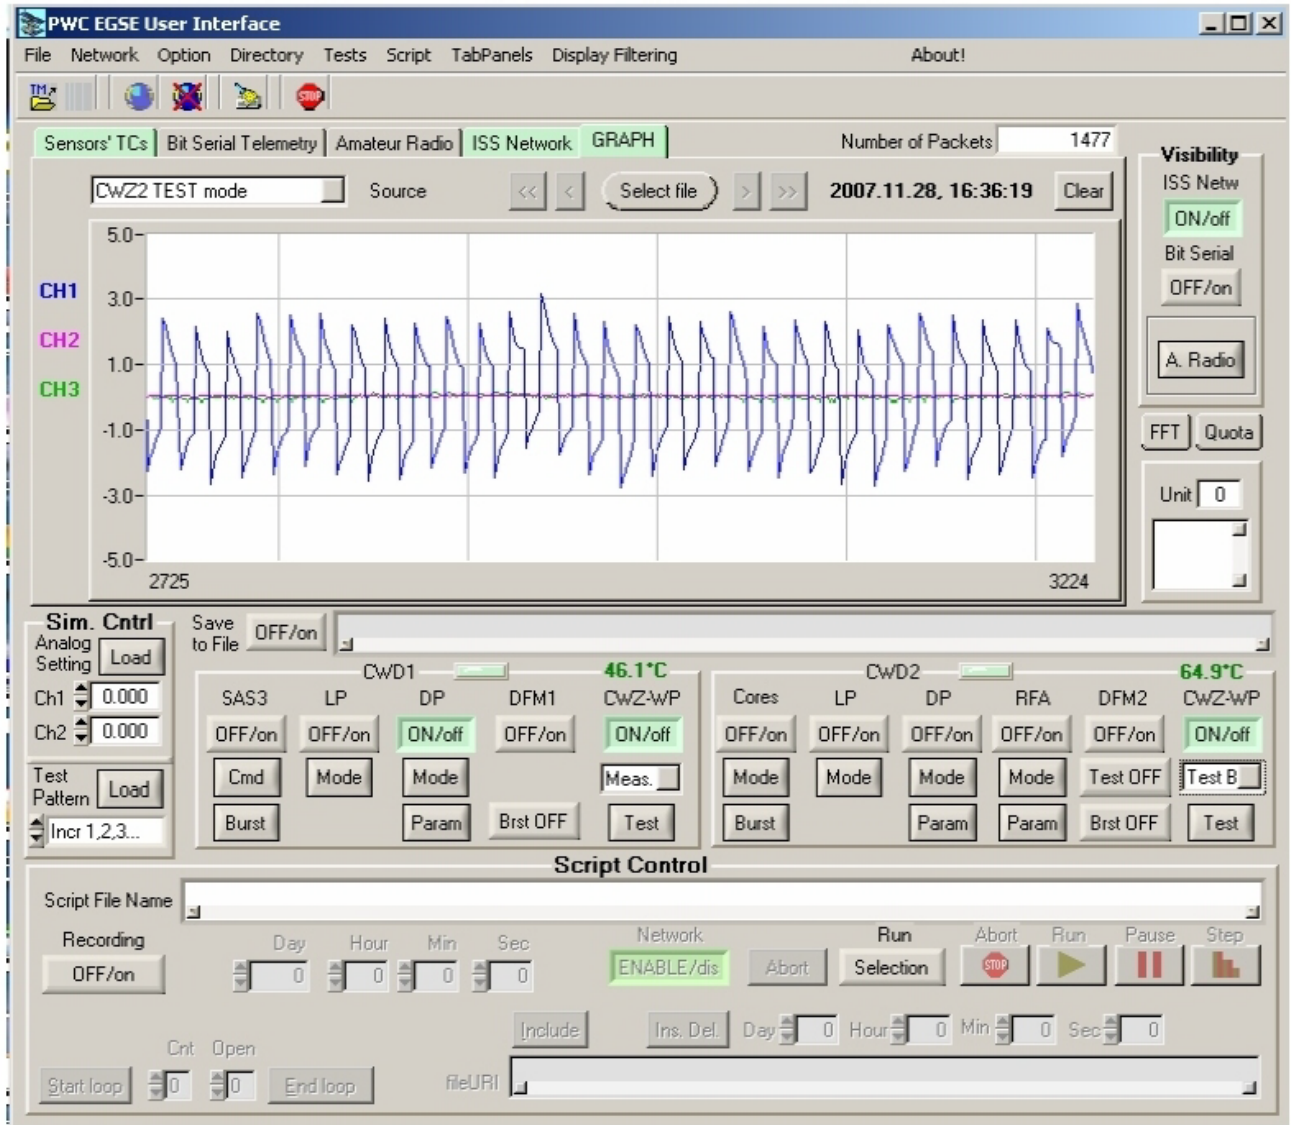 PWC EGSE User Interface
File Network Option Directory Tests Script TabPanels Display Filtering About!
TM STOP
Sensors' TCs Bit Serial Telemetry Amateur Radio ISS Network GRAPH Number of Packets 1477
Visibility
CWZ2 TEST mode Source << < Select file > >> 2007.11.28, 16:36:19 Clear
ISS Netw
ON/off
Bit Serial
OFF/on
A. Radio
FFT Quota
Unit 0
5.0
CH1 3.0
CH2
1.0
CH3
-1.0
-3.0
-5.0
2725 3224
Sim. Cntrl
Analog Setting Load
Ch1 0.000
Ch2 0.000
Test Pattern Load
Incr 1,2,3...
Save to File OFF/on
CWD1 46.1°C
SAS3 LP DP DFM1 CWZ-WP
OFF/on OFF/on ON/off OFF/on ON/off
Cmd Mode Mode Meas.
Burst Param Brst OFF Test
CWD2 64.9°C
Cores LP DP RFA DFM2 CWZ-WP
OFF/on OFF/on OFF/on OFF/on OFF/on ON/off
Mode Mode Mode Mode Test OFF Test B
Burst Param Param Brst OFF Test
Script Control
Script File Name
Recording Day Hour Min Sec Network Run Abort Run Pause Step
OFF/on 0 0 0 0 ENABLE/dis Abort Selection STOP
Include Ins. Del. Day 0 Hour 0 Min 0 Sec 0
Cnt Open
Start loop 0 0 End loop fileURI